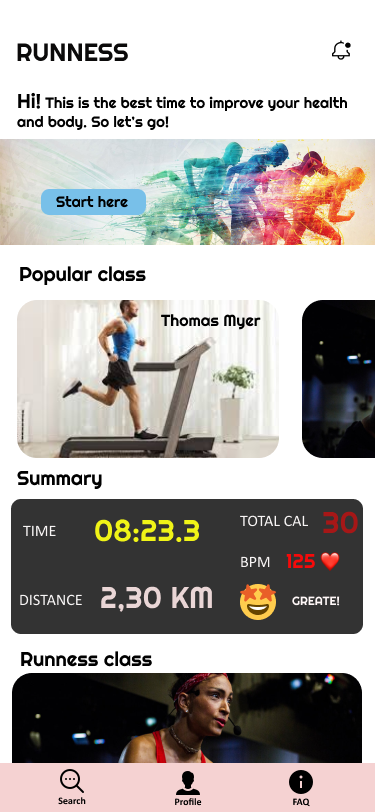 RUNNESS
Hi! This is the best time to improve your health
and body. So let's go!
Start here
Popular class
Thomas Myer
Summary
TIME 08:23.3
TOTAL CAL 30
BPM 125
DISTANCE 2,30 KM
GREATE!
Runness class
Search Profile FAQ